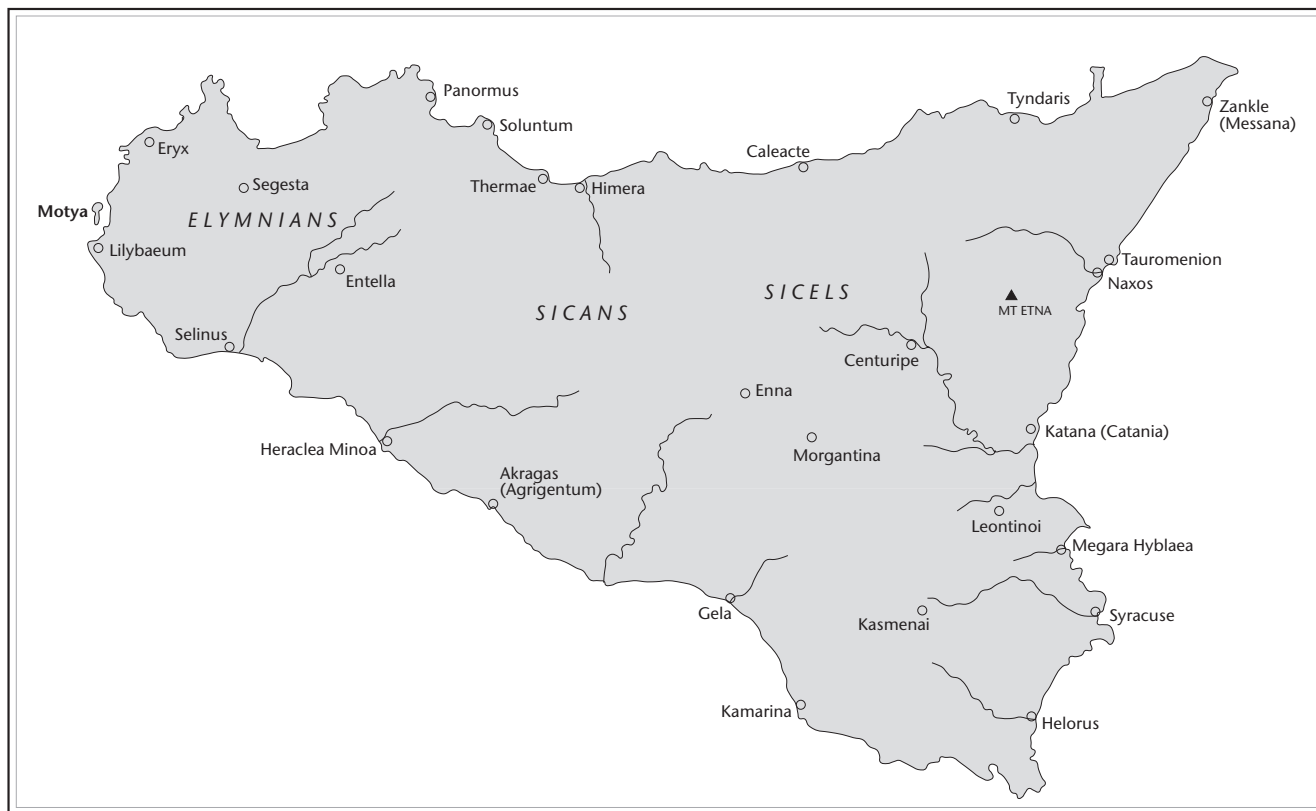 Panormus
Soluntum
Tyndaris
Zankle
(Messana)
Eryx
Caleacte
Segesta
Thermae
Himera
Motya
ELYMNIANS
Lilybaeum
Entella
Tauromenion
Naxos
SICELS
SICANS
MT ETNA
Selinus
Centuripe
Enna
Heraclea Minoa
Morgantina
Katana (Catania)
Akragas
(Agrigentum)
Leontinoi
Megara Hyblaea
Gela
Kasmenai
Syracuse
Kamarina
Helorus